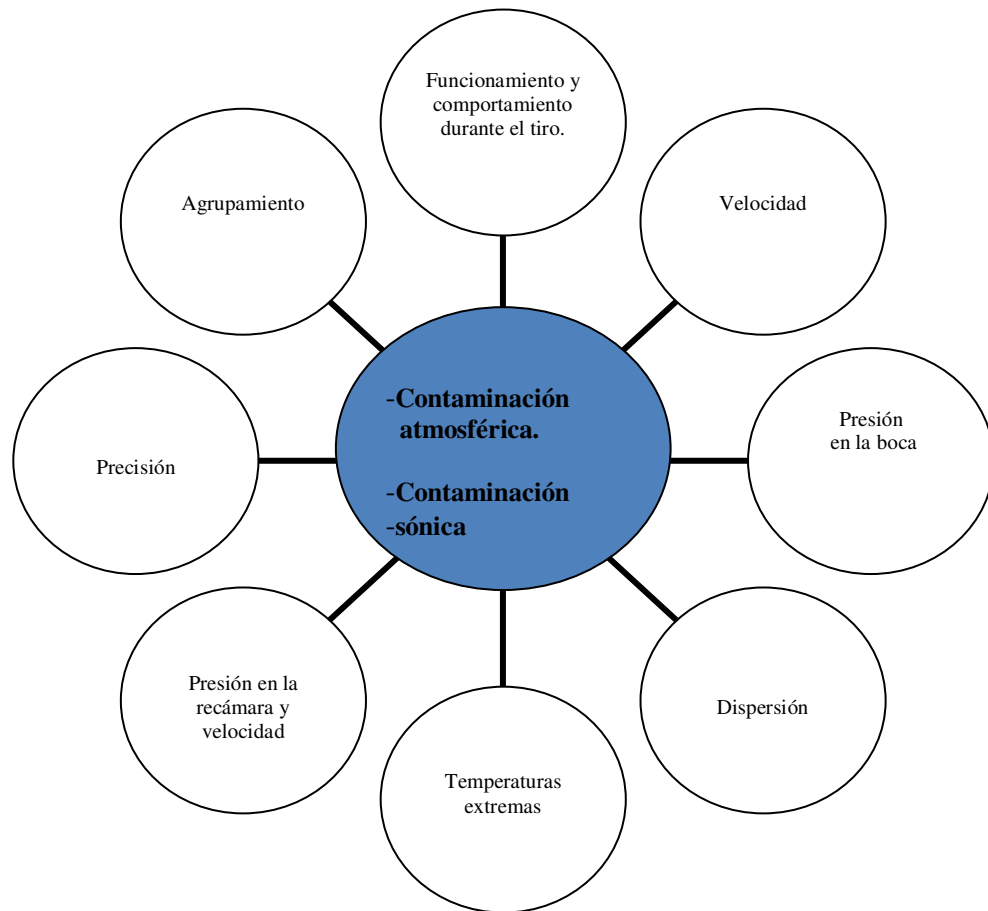 Funcionamiento y
comportamiento
durante el tiro.
Agrupamiento
Velocidad
-Contaminación
atmosférica.
-Contaminación
-sónica
Presión
en la boca
Precisión
Presión en la
recámara y
velocidad
Dispersión
Temperaturas
extremas